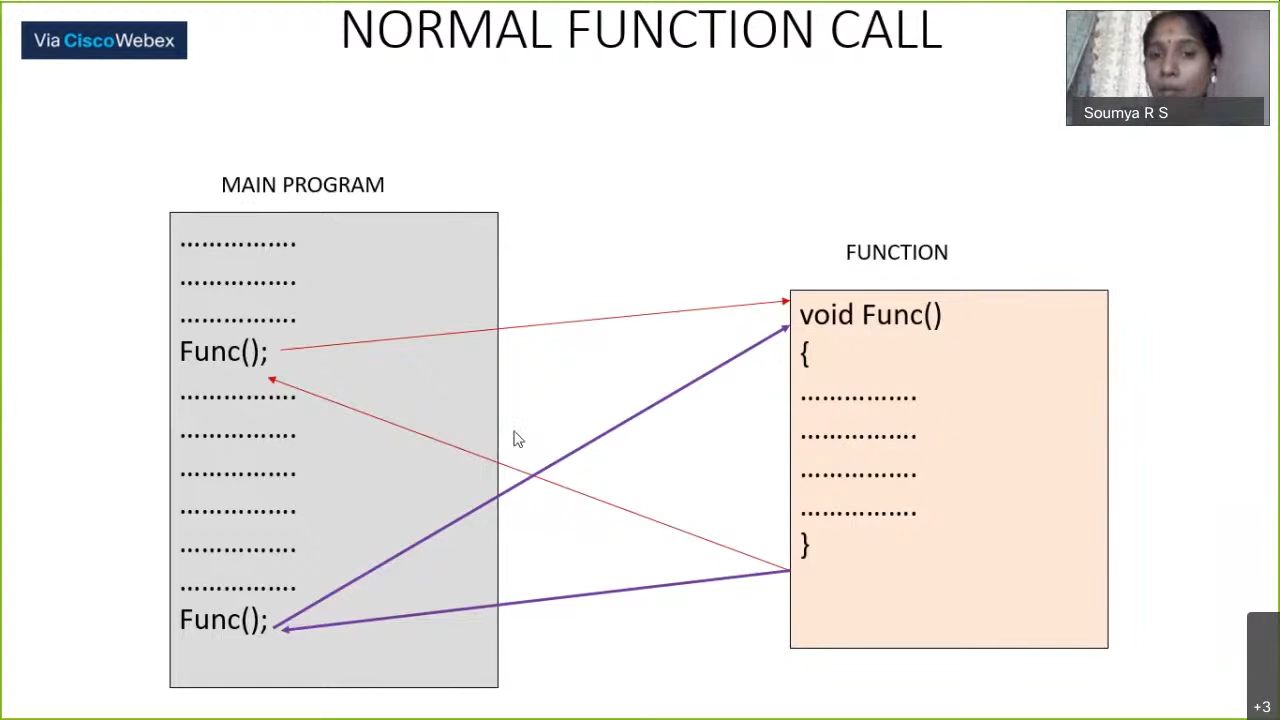 NORMAL FUNCTION CALL
Via CiscoWebex
Soumya R S
MAIN PROGRAM
…………….
…………….
…………….
Func();
…………….
…………….
…………….
…………….
…………….
…………….
Func();
FUNCTION
void Func()
{
…………….
…………….
…………….
…………….
}
+3